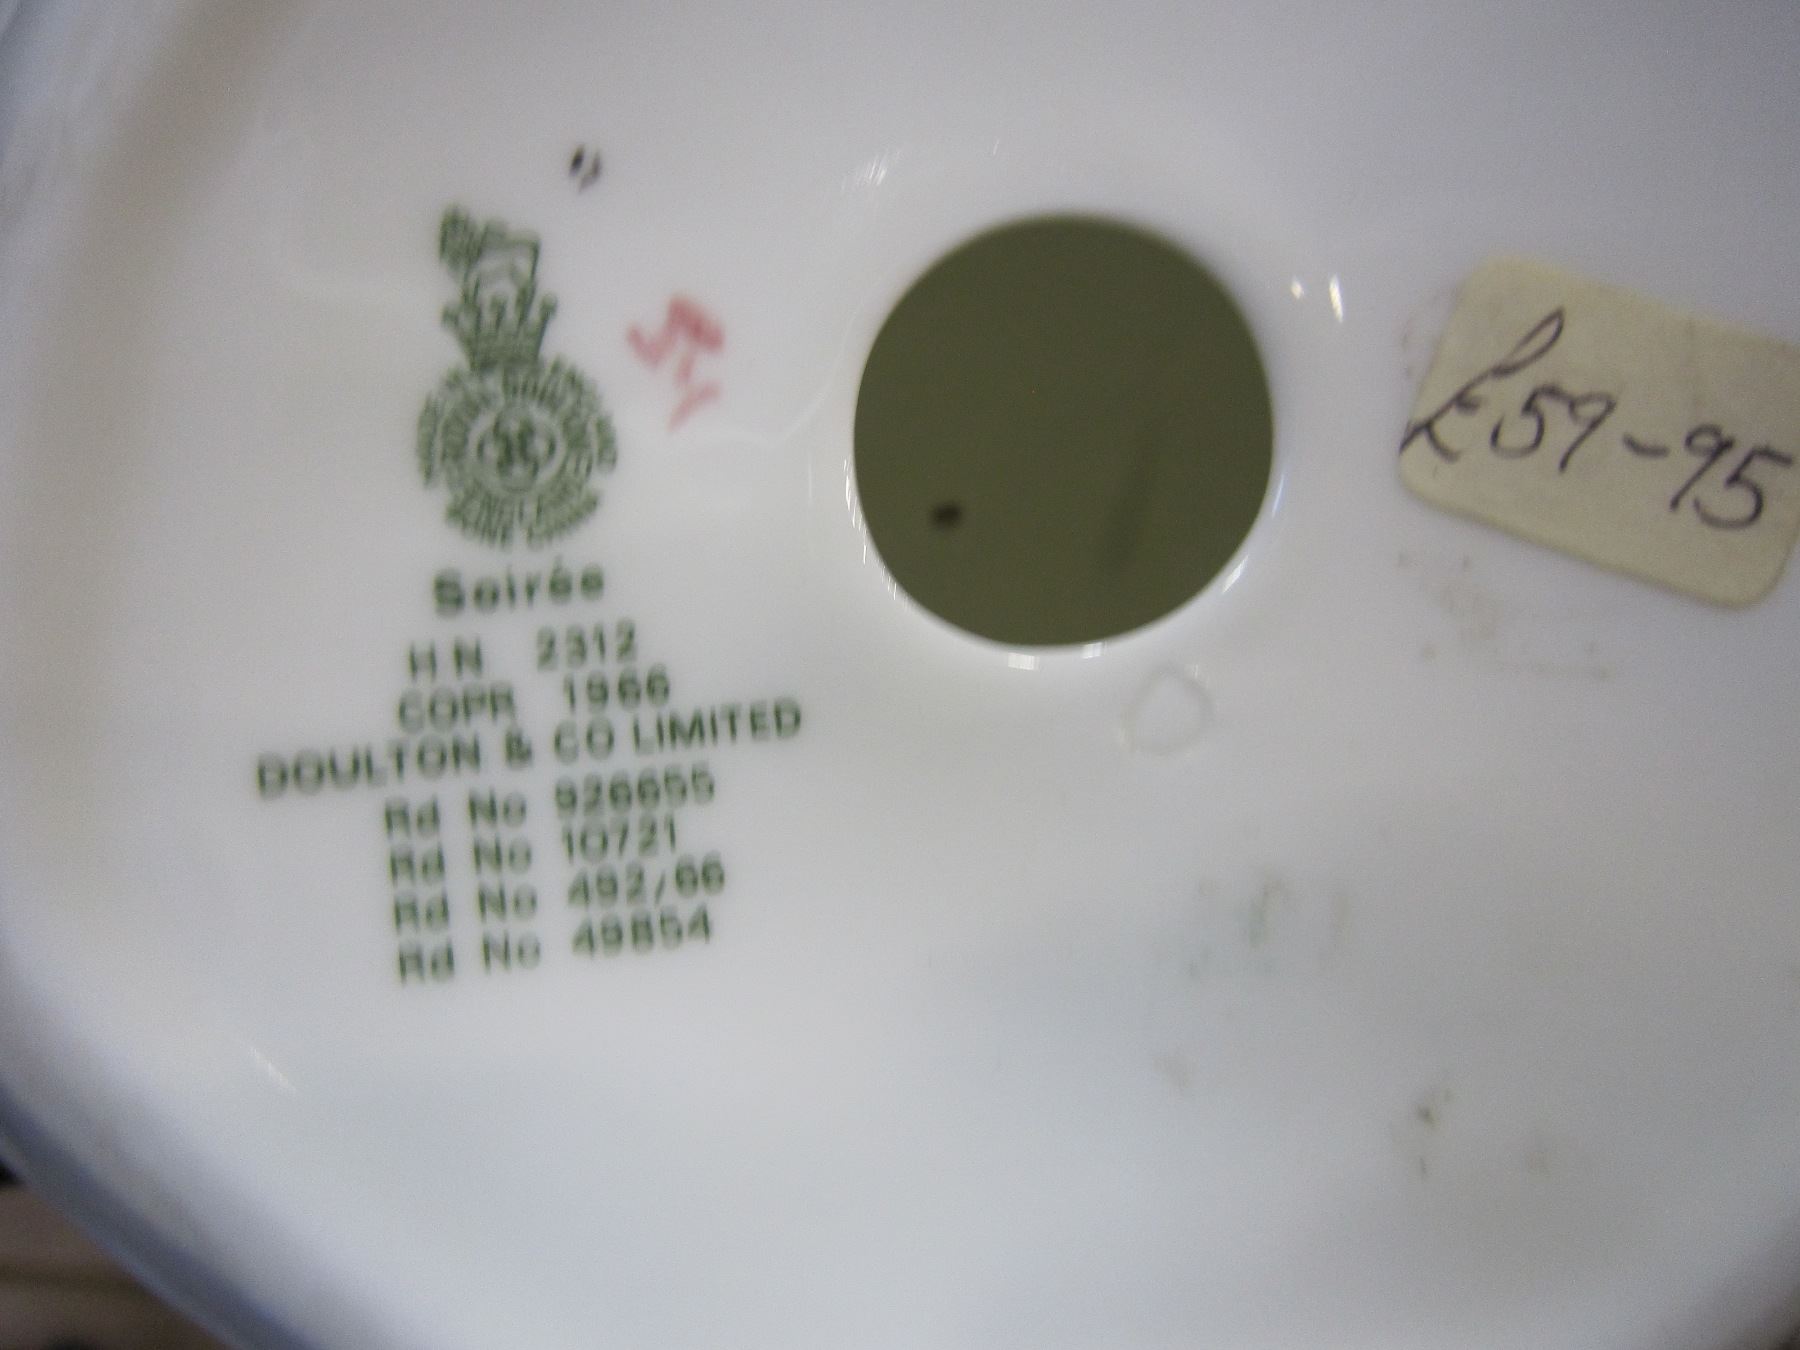 Soirée
HN 2312
COPR 1966
DOULTON & CO LIMITED
Rd No 926655
Rd No 10721
Rd No 492/66
Rd No 49854
£59-95